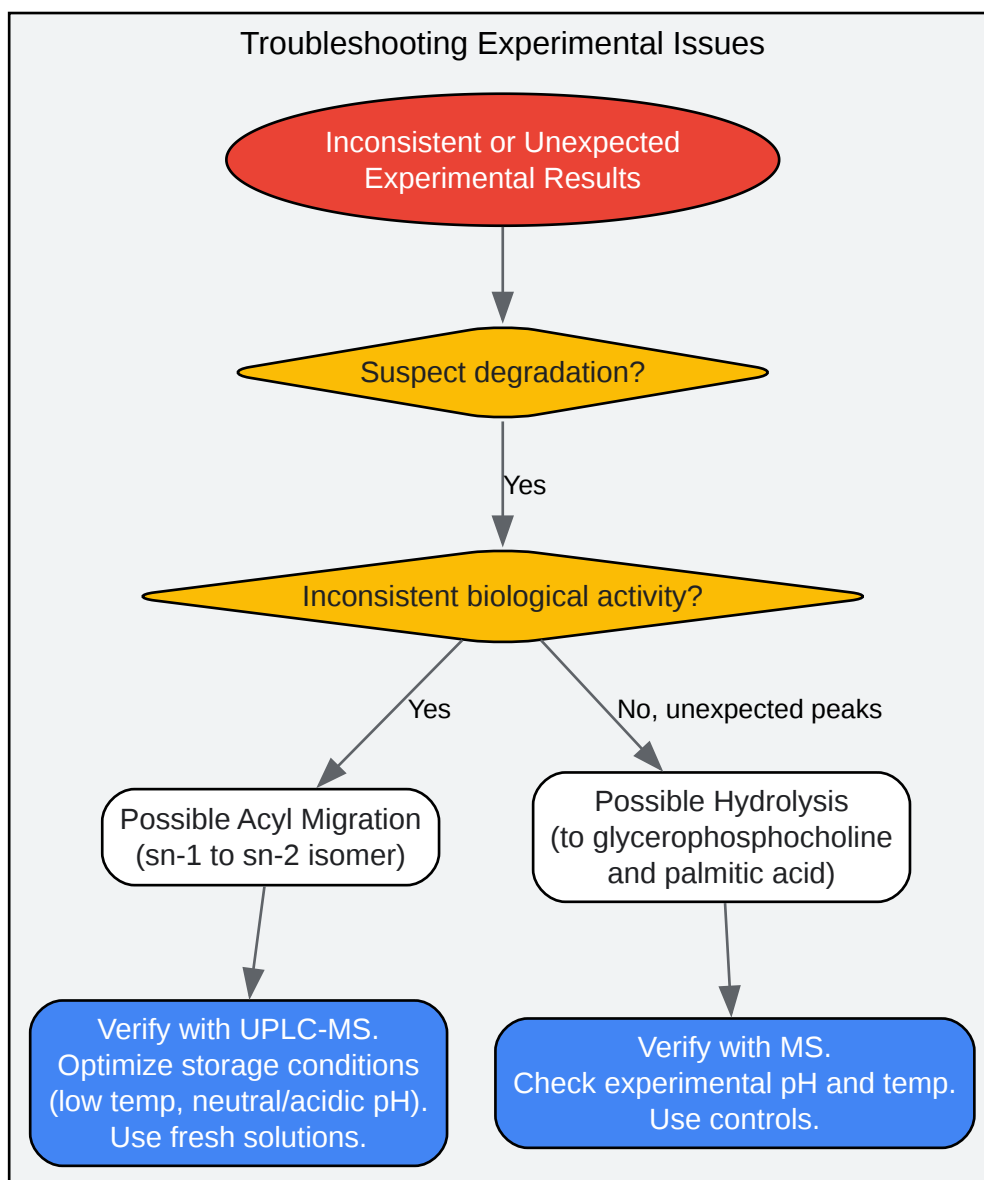 Troubleshooting Experimental Issues
Inconsistent or Unexpected
Experimental Results
Suspect degradation?
Yes
Inconsistent biological activity?
Yes
No, unexpected peaks
Possible Acyl Migration
(sn-1 to sn-2 isomer)
Possible Hydrolysis
(to glycerophosphocholine
and palmitic acid)
Verify with UPLC-MS.
Optimize storage conditions
(low temp, neutral/acidic pH).
Use fresh solutions.
Verify with MS.
Check experimental pH and temp.
Use controls.